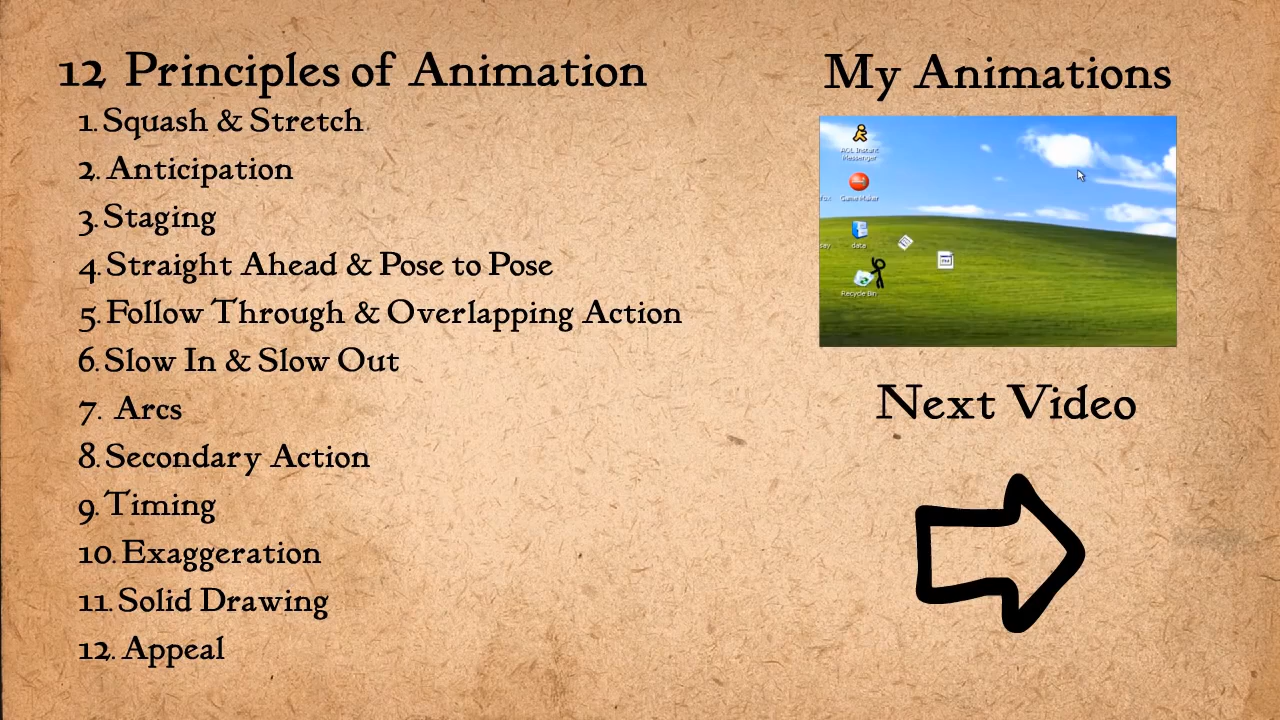 12 Principles of Animation
1. Squash & Stretch
2. Anticipation
3. Staging
4. Straight Ahead & Pose to Pose
5. Follow Through & Overlapping Action
6. Slow In & Slow Out
7. Arcs
8. Secondary Action
9. Timing
10. Exaggeration
11. Solid Drawing
12. Appeal
My Animations
AOL Instant
Messenger
Game Maker
data
Recycle Bin
Next Video